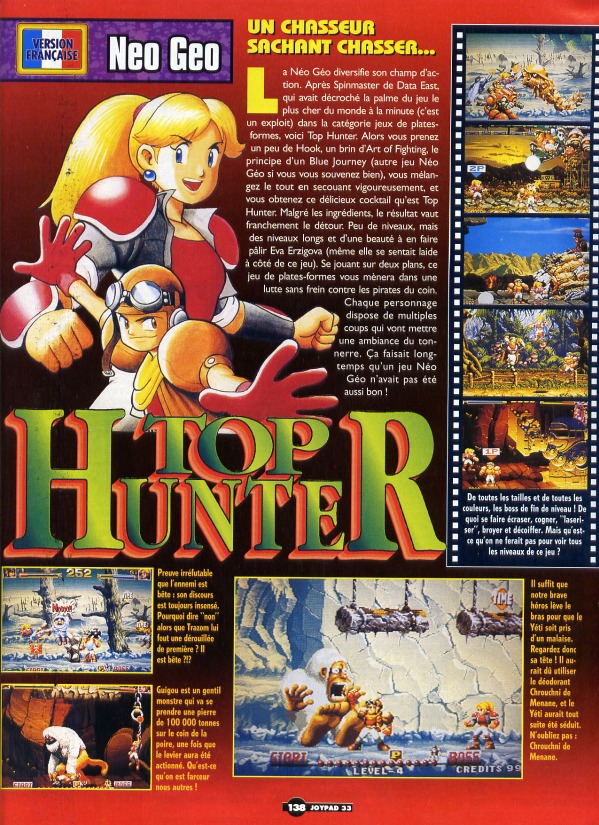 VERSION
FRANÇAISE
Neo Geo
UN CHASSEUR
SACHANT CHASSER...
La Néo Géo diversifie son champ d'ac-
tion. Après Spinmaster de Data East,
qui avait décroché la palme du jeu le
plus cher du monde à la minute (c'est
un exploit) dans la catégorie jeux de plates-
formes, voici Top Hunter. Alors vous prenez
un peu de Hook, un brin d'Art of Fighting, le
principe d'un Blue Journey (autre jeu Néo
Géo si vous vous souvenez bien), vous mélan-
gez le tout en secouant vigoureusement, et
vous obtenez ce délicieux cocktail qu'est Top
Hunter. Malgré les ingrédients, le résultat vaut
franchement le détour. Peu de niveaux, mais
des niveaux longs et d'une beauté à en faire
pâlir Eva Erzigova (même elle se sentait laide
à côté de ce jeu). Se jouant sur deux plans, ce
jeu de plates-formes vous mènera dans une
lutte sans frein contre les pirates du coin.
Chaque personnage
dispose de multiples
coups qui vont mettre
une ambiance du ton-
nerre. Ça faisait long-
temps qu'un jeu Néo
Géo n'avait pas été
aussi bon !
2P
1P
De toutes les tailles et de toutes les
couleurs, les boss de fin de niveau ! De
quoi se faire écraser, cogner, "laseri-
ser", broyer et décoiffer. Mais qu'est-
ce qu'on ne ferait pas pour voir tous
les niveaux de ce jeu ?
TOP
HUNTER
252
START
BOSS
Preuve irréfutable
que l'ennemi est
bête : son discours
est toujours insensé.
Pourquoi dire "non"
alors que Trazom lui
fout une dérouillée
de première ? Il
est bête ?!?
START
BOSS
Guigou est un gentil
monstre qui va se
prendre une pierre
de 100 000 tonnes
sur le coin de la
poire, une fois que
le levier aura été
actionné. Qu'est-ce
qu'on est farceur
nous autres !
START
P
BOSS
LEVEL-4
CREDITS 99
Il suffit que
notre brave
héros lève le
bras pour que le
Yéti soit pris
d'un malaise.
Regardez donc
sa tête ! Il au-
rait dû utiliser
le déodorant
Chrouchni de
Menane, et le
Yéti aurait tout
suite été séduit.
N'oubliez pas :
Chrouchni de
Menane.
138 JOYPAD 33